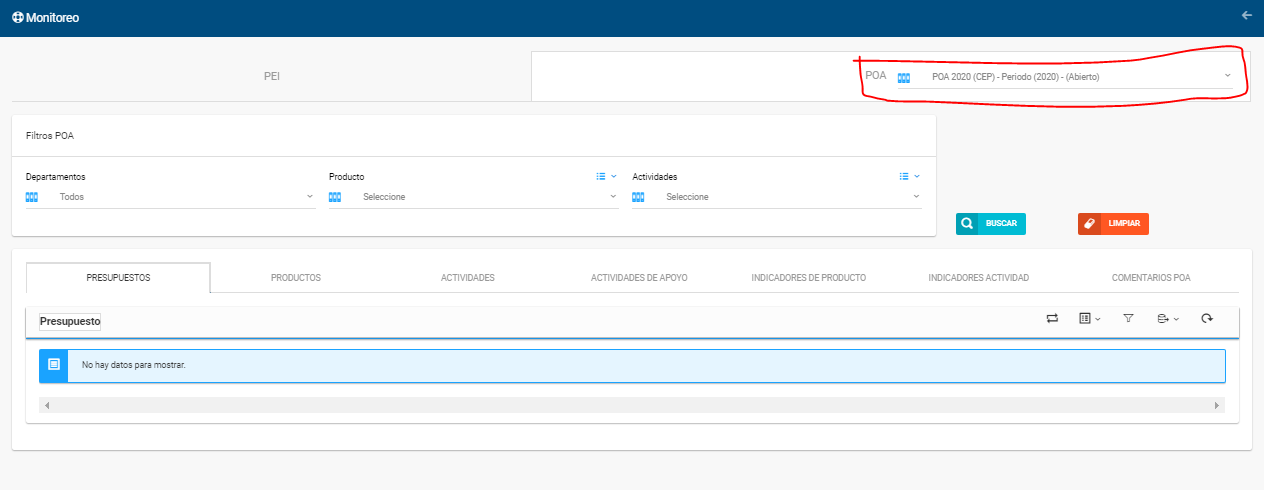 Monitoreo
PEI
POA POA 2020 (CEP) - Periodo (2020) - (Abierto)
Filtros POA
Departamentos Producto Actividades
Todos Seleccione Seleccione
BUSCAR LIMPIAR
PRESUPUESTOS PRODUCTOS ACTIVIDADES ACTIVIDADES DE APOYO INDICADORES DE PRODUCTO INDICADORES ACTIVIDAD COMENTARIOS POA
Presupuesto
No hay datos para mostrar.